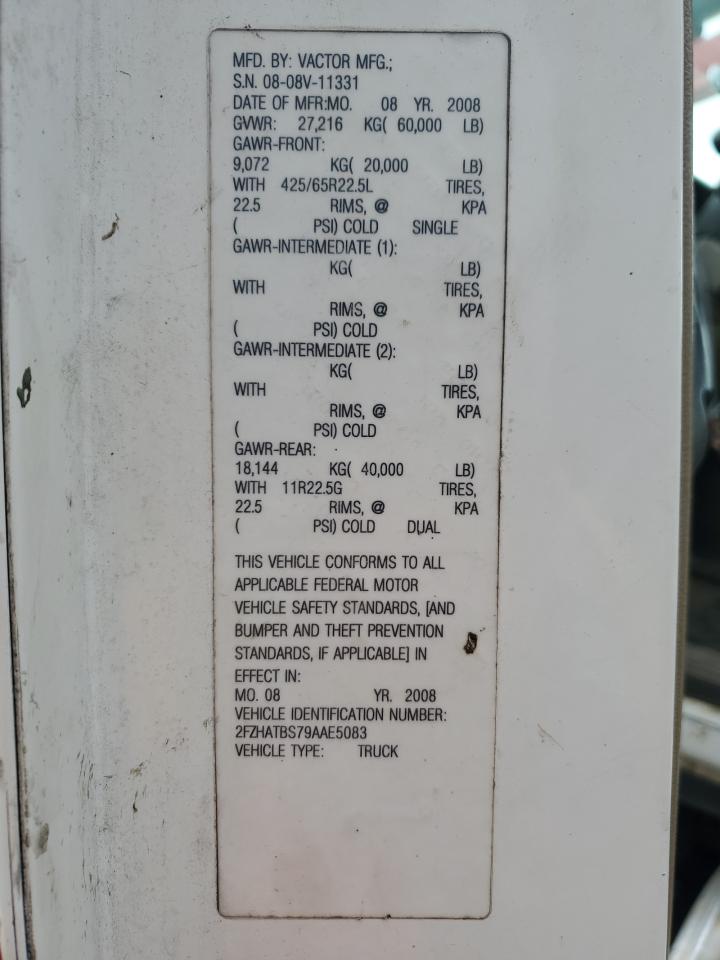 MFD. BY: VACTOR MFG.;
S.N. 08-08V-11331
DATE OF MFR:MO. 08 YR. 2008
GVWR: 27,216 KG( 60,000 LB)
GAWR-FRONT:
9,072 KG( 20,000 LB)
WITH 425/65R22.5L TIRES,
22.5 RIMS, @ KPA
( PSI) COLD SINGLE
GAWR-INTERMEDIATE (1):
KG( LB)
WITH TIRES,
RIMS, @ KPA
( PSI) COLD
GAWR-INTERMEDIATE (2):
KG( LB)
WITH TIRES,
RIMS, @ KPA
( PSI) COLD
GAWR-REAR:
18,144 KG( 40,000 LB)
WITH 11R22.5G TIRES,
22.5 RIMS, @ KPA
( PSI) COLD DUAL
THIS VEHICLE CONFORMS TO ALL
APPLICABLE FEDERAL MOTOR
VEHICLE SAFETY STANDARDS, [AND
BUMPER AND THEFT PREVENTION
STANDARDS, IF APPLICABLE] IN
EFFECT IN:
MO. 08 YR. 2008
VEHICLE IDENTIFICATION NUMBER:
2FZHATBS79AAE5083
VEHICLE TYPE: TRUCK